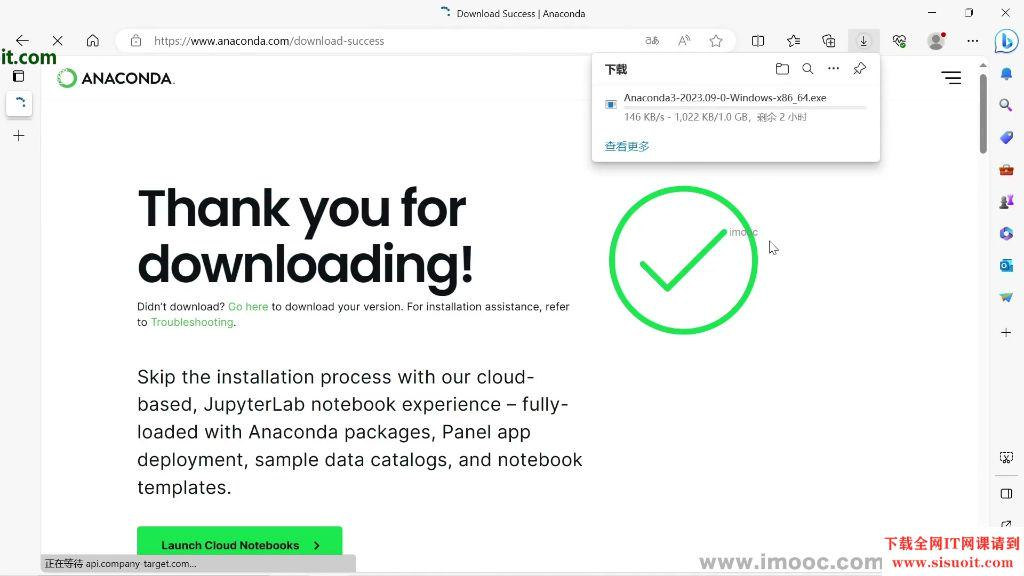 Download Success | Anaconda
https://www.anaconda.com/download-success
it.com
ANACONDA.
下载
Anaconda3-2023.09-0-Windows-x86_64.exe
146 KB/s - 1,022 KB/1.0 GB，剩余 2 小时
查看更多
Thank you for
downloading!
imooc
Didn't download? Go here to download your version. For installation assistance, refer
to Troubleshooting.
Skip the installation process with our cloud-
based, JupyterLab notebook experience – fully-
loaded with Anaconda packages, Panel app
deployment, sample data catalogs, and notebook
templates.
Launch Cloud Notebooks
正在等待 api.company-target.com...
www.imooc.com
下载全网IT网课请到
www.sisuoit.com